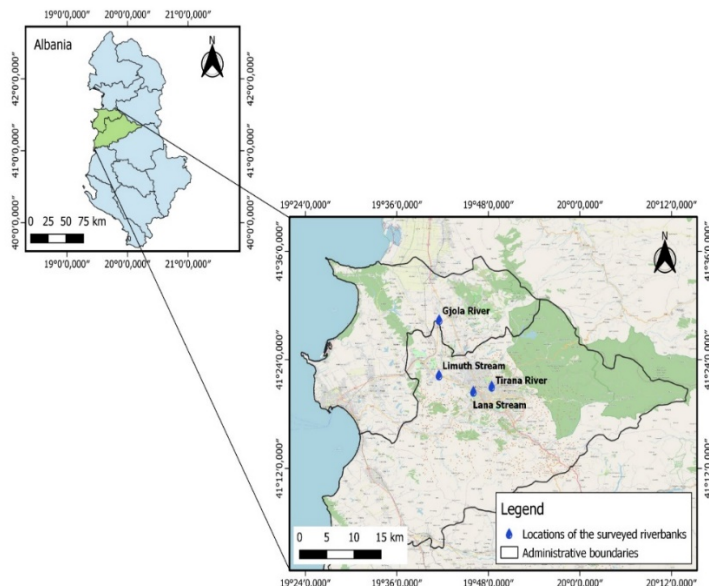 19°0'0,000" 20°0'0,000" 21°0'0,000"
Albania
N
42°0'0,000"
41°0'0,000"
40°0'0,000"
42°0'0,000"
41°0'0,000"
40°0'0,000"
0 25 50 75 km
19°0'0,000" 20°0'0,000" 21°0'0,000"
19°24'0,000" 19°36'0,000" 19°48'0,000" 20°0'0,000" 20°12'0,000"
N
41°36'0,000"
41°24'0,000"
41°12'0,000"
41°36'0,000"
41°24'0,000"
41°12'0,000"
Gjola River
Limuth Stream
Tirana River
Lana Stream
Legend
Locations of the surveyed riverbanks
Administrative boundaries
0 5 10 15 km
19°24'0,000" 19°36'0,000" 19°48'0,000" 20°0'0,000" 20°12'0,000"